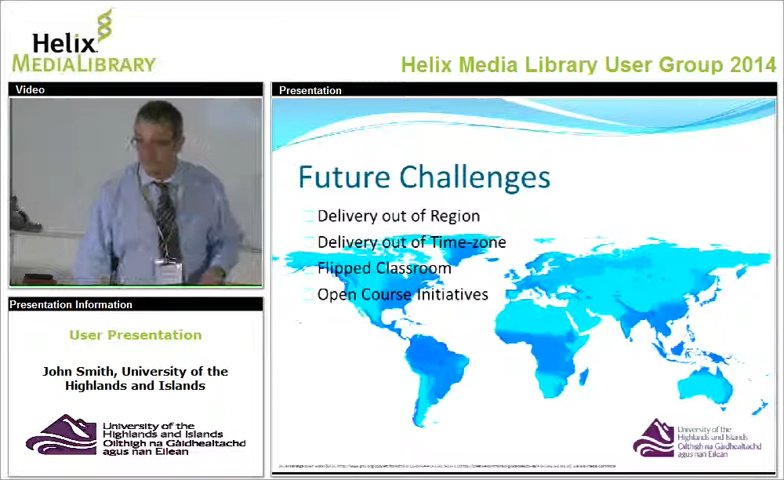 Helix
MEDIALIBRARY
Helix Media Library User Group 2014
Video
Presentation
Future Challenges
Delivery out of Region
Delivery out of Time-zone
Flipped Classroom
Open Course Initiatives
Presentation Information
User Presentation
John Smith, University of the
Highlands and Islands
University of the
Highlands and Islands
Oilthigh na Gàidhealtachd
agus nan Eilean
University of the
Highlands and Islands
Oilthigh na Gàidhealtachd
agus nan Eilean